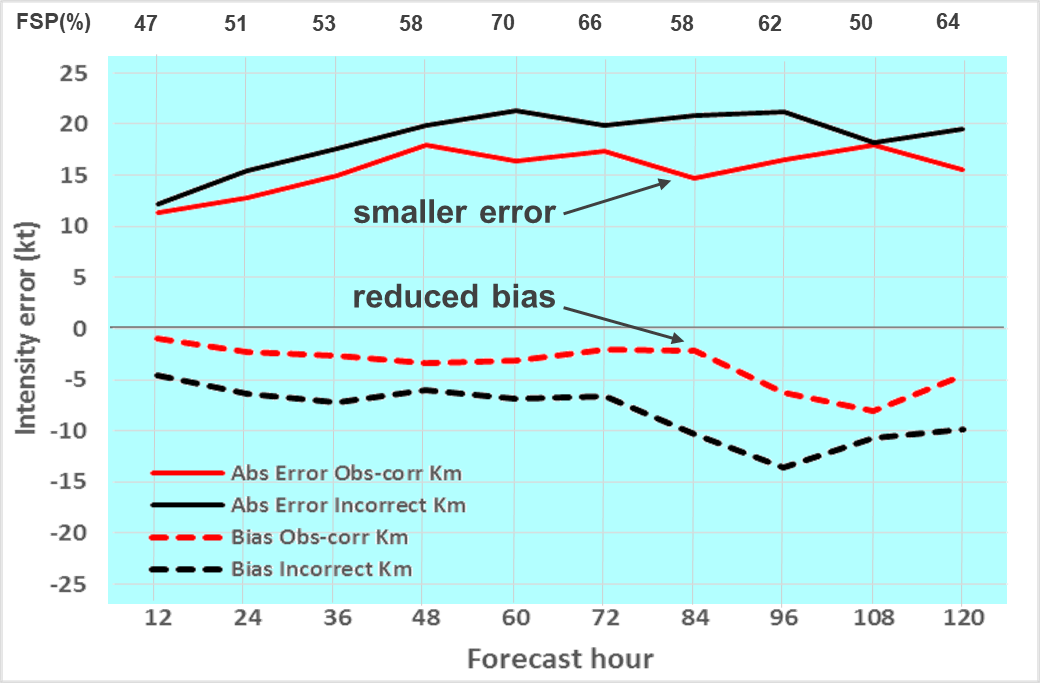 FSP(%) 47 51 53 58 70 66 58 62 50 64
25
20
15
smaller error
10
5
reduced bias
0
-5
-10
-15
-20
-25
Intensity error (kt)
Abs Error Obs-corr Km
Abs Error Incorrect Km
Bias Obs-corr Km
Bias Incorrect Km
12 24 36 48 60 72 84 96 108 120
Forecast hour